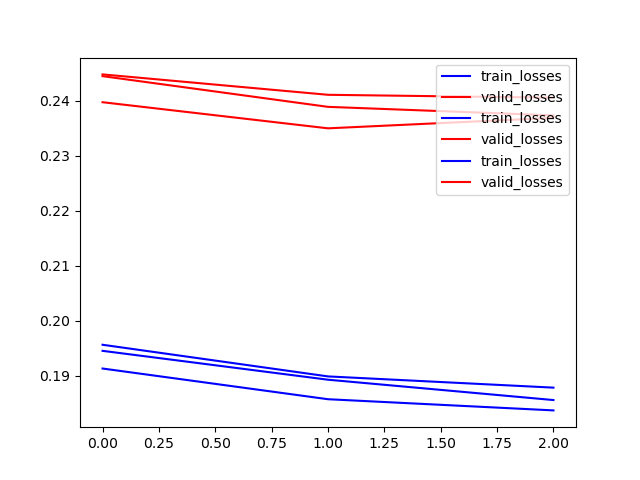 train_losses
valid_losses
train_losses
valid_losses
train_losses
valid_losses
0.24
0.23
0.22
0.21
0.20
0.19
0.00 0.25 0.50 0.75 1.00 1.25 1.50 1.75 2.00